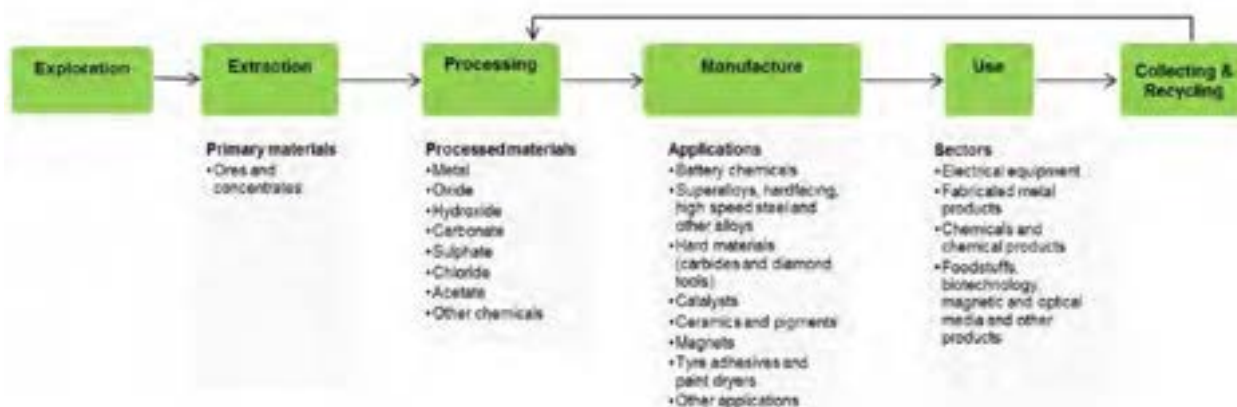 Exploration
Extraction
Processing
Manufacture
Use
Collecting &
Recycling
Primary materials
•Ores and
concentrates
Processed materials
•Metal
•Oxide
•Hydroxide
•Carbonate
•Sulphate
•Chloride
•Acetate
•Other chemicals
Applications
•Battery chemicals
•Superalloys, hardfacing,
high speed steel and
other alloys
•Hard materials
(carbides and diamond
tools)
•Catalysts
•Ceramics and pigments
•Magnets
•Tyre adhesives and
paint dryers
•Other applications
Sectors
•Electrical equipment
•Fabricated metal
products
•Chemicals and
chemical products
•Foodstuffs,
biotechnology,
magnetic and optical
media and other
products